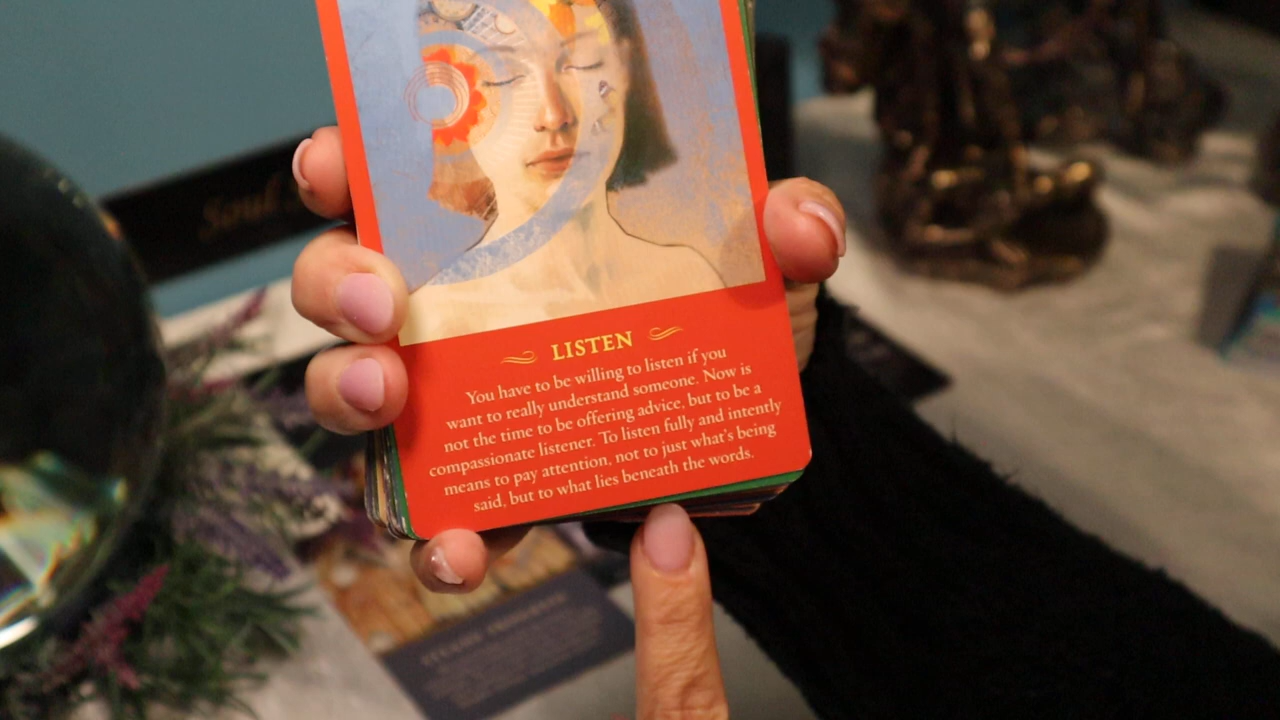 Soul
LISTEN
You have to be willing to listen if you
want to really understand someone. Now is
not the time to be offering advice, but to be a
compassionate listener. To listen fully and intently
means to pay attention, not to just what's being
said, but to what lies beneath the words.